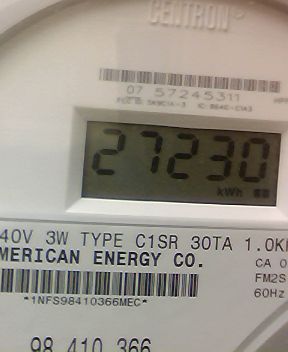 CENTRON
07 57245311
27230
kWh
40V 3W TYPE C1SR 30TA 1.0K
MERICAN ENERGY CO.
CA 0
FM2S
60Hz
*1NFS98410366MEC*
98 410 366